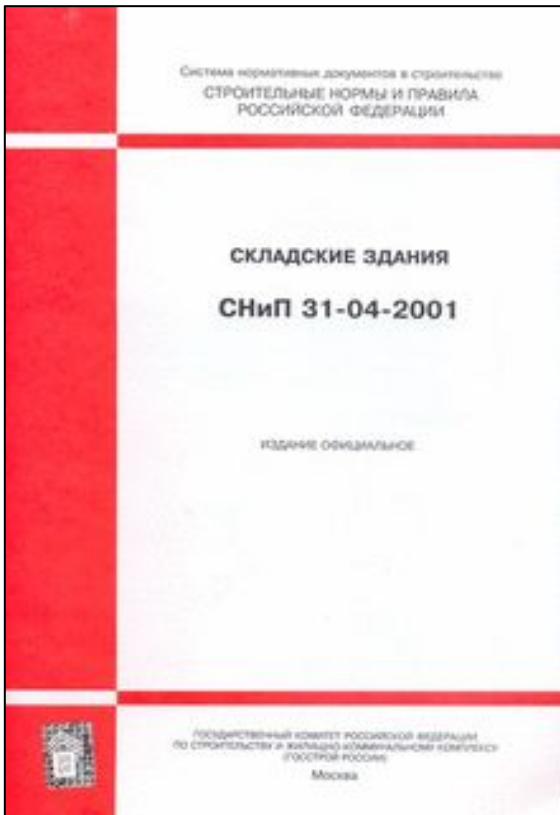 Система нормативных документов в строительстве
СТРОИТЕЛЬНЫЕ НОРМЫ И ПРАВИЛА
РОССИЙСКОЙ ФЕДЕРАЦИИ
СКЛАДСКИЕ ЗДАНИЯ
СНиП 31-04-2001
ИЗДАНИЕ ОФИЦИАЛЬНОЕ
ГОСУДАРСТВЕННЫЙ КОМИТЕТ РОССИЙСКОЙ ФЕДЕРАЦИИ
ПО СТРОИТЕЛЬСТВУ И ЖИЛИЩНО-КОММУНАЛЬНОМУ КОМПЛЕКСУ
(ГОССТРОЙ РОССИИ)
Москва